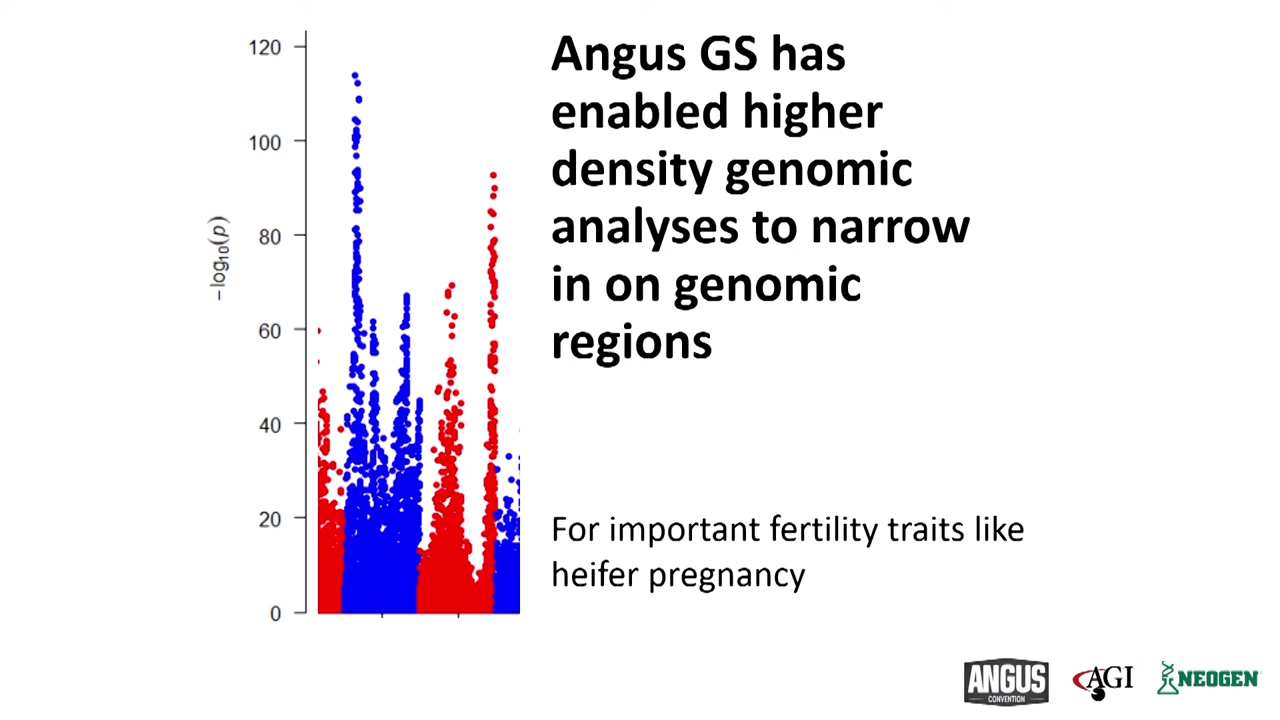 120
100
80
60
40
20
0
−log10(p)
Angus GS has
enabled higher
density genomic
analyses to narrow
in on genomic
regions
For important fertility traits like
heifer pregnancy
ANGUS
CONVENTION
AGI
NEOGEN